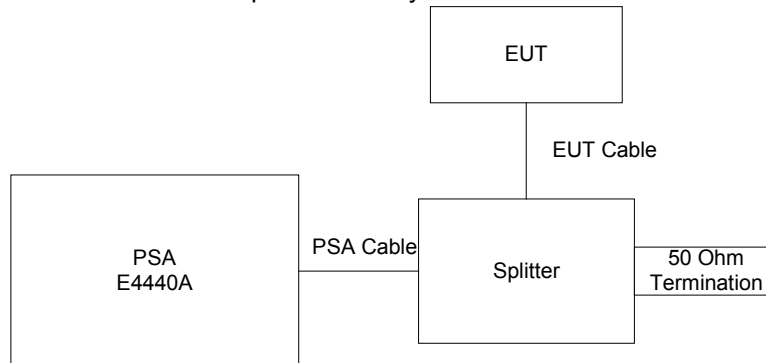 EUT
EUT Cable
PSA
E4440A
PSA Cable
Splitter
50 Ohm
Termination